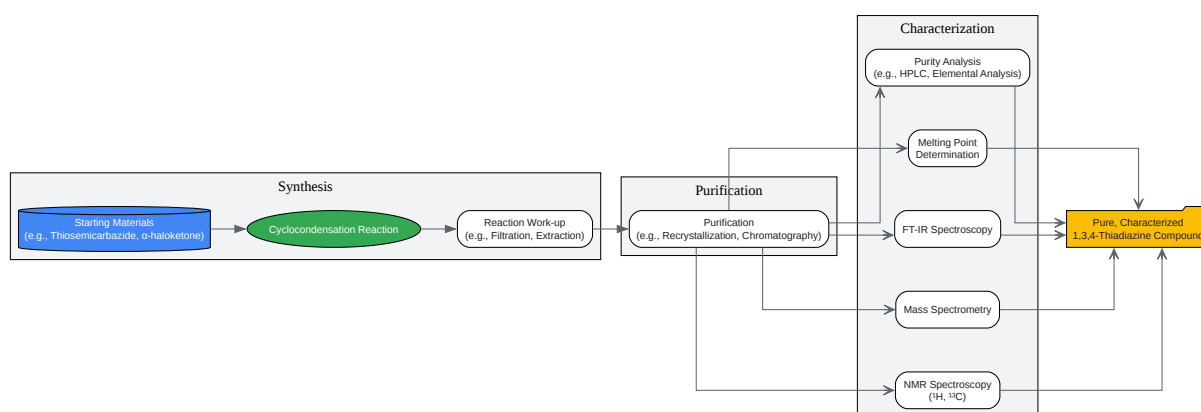 Synthesis
Starting Materials
(e.g., Thiosemicarbazide, α-haloketone)
Cyclocondensation Reaction
Reaction Work-up
(e.g., Filtration, Extraction)
Purification
Purification
(e.g., Recrystallization, Chromatography)
Characterization
Purity Analysis
(e.g., HPLC, Elemental Analysis)
Melting Point
Determination
FT-IR Spectroscopy
Mass Spectrometry
NMR Spectroscopy
(¹H, ¹³C)
Pure, Characterized
1,3,4-Thiadiazine Compound